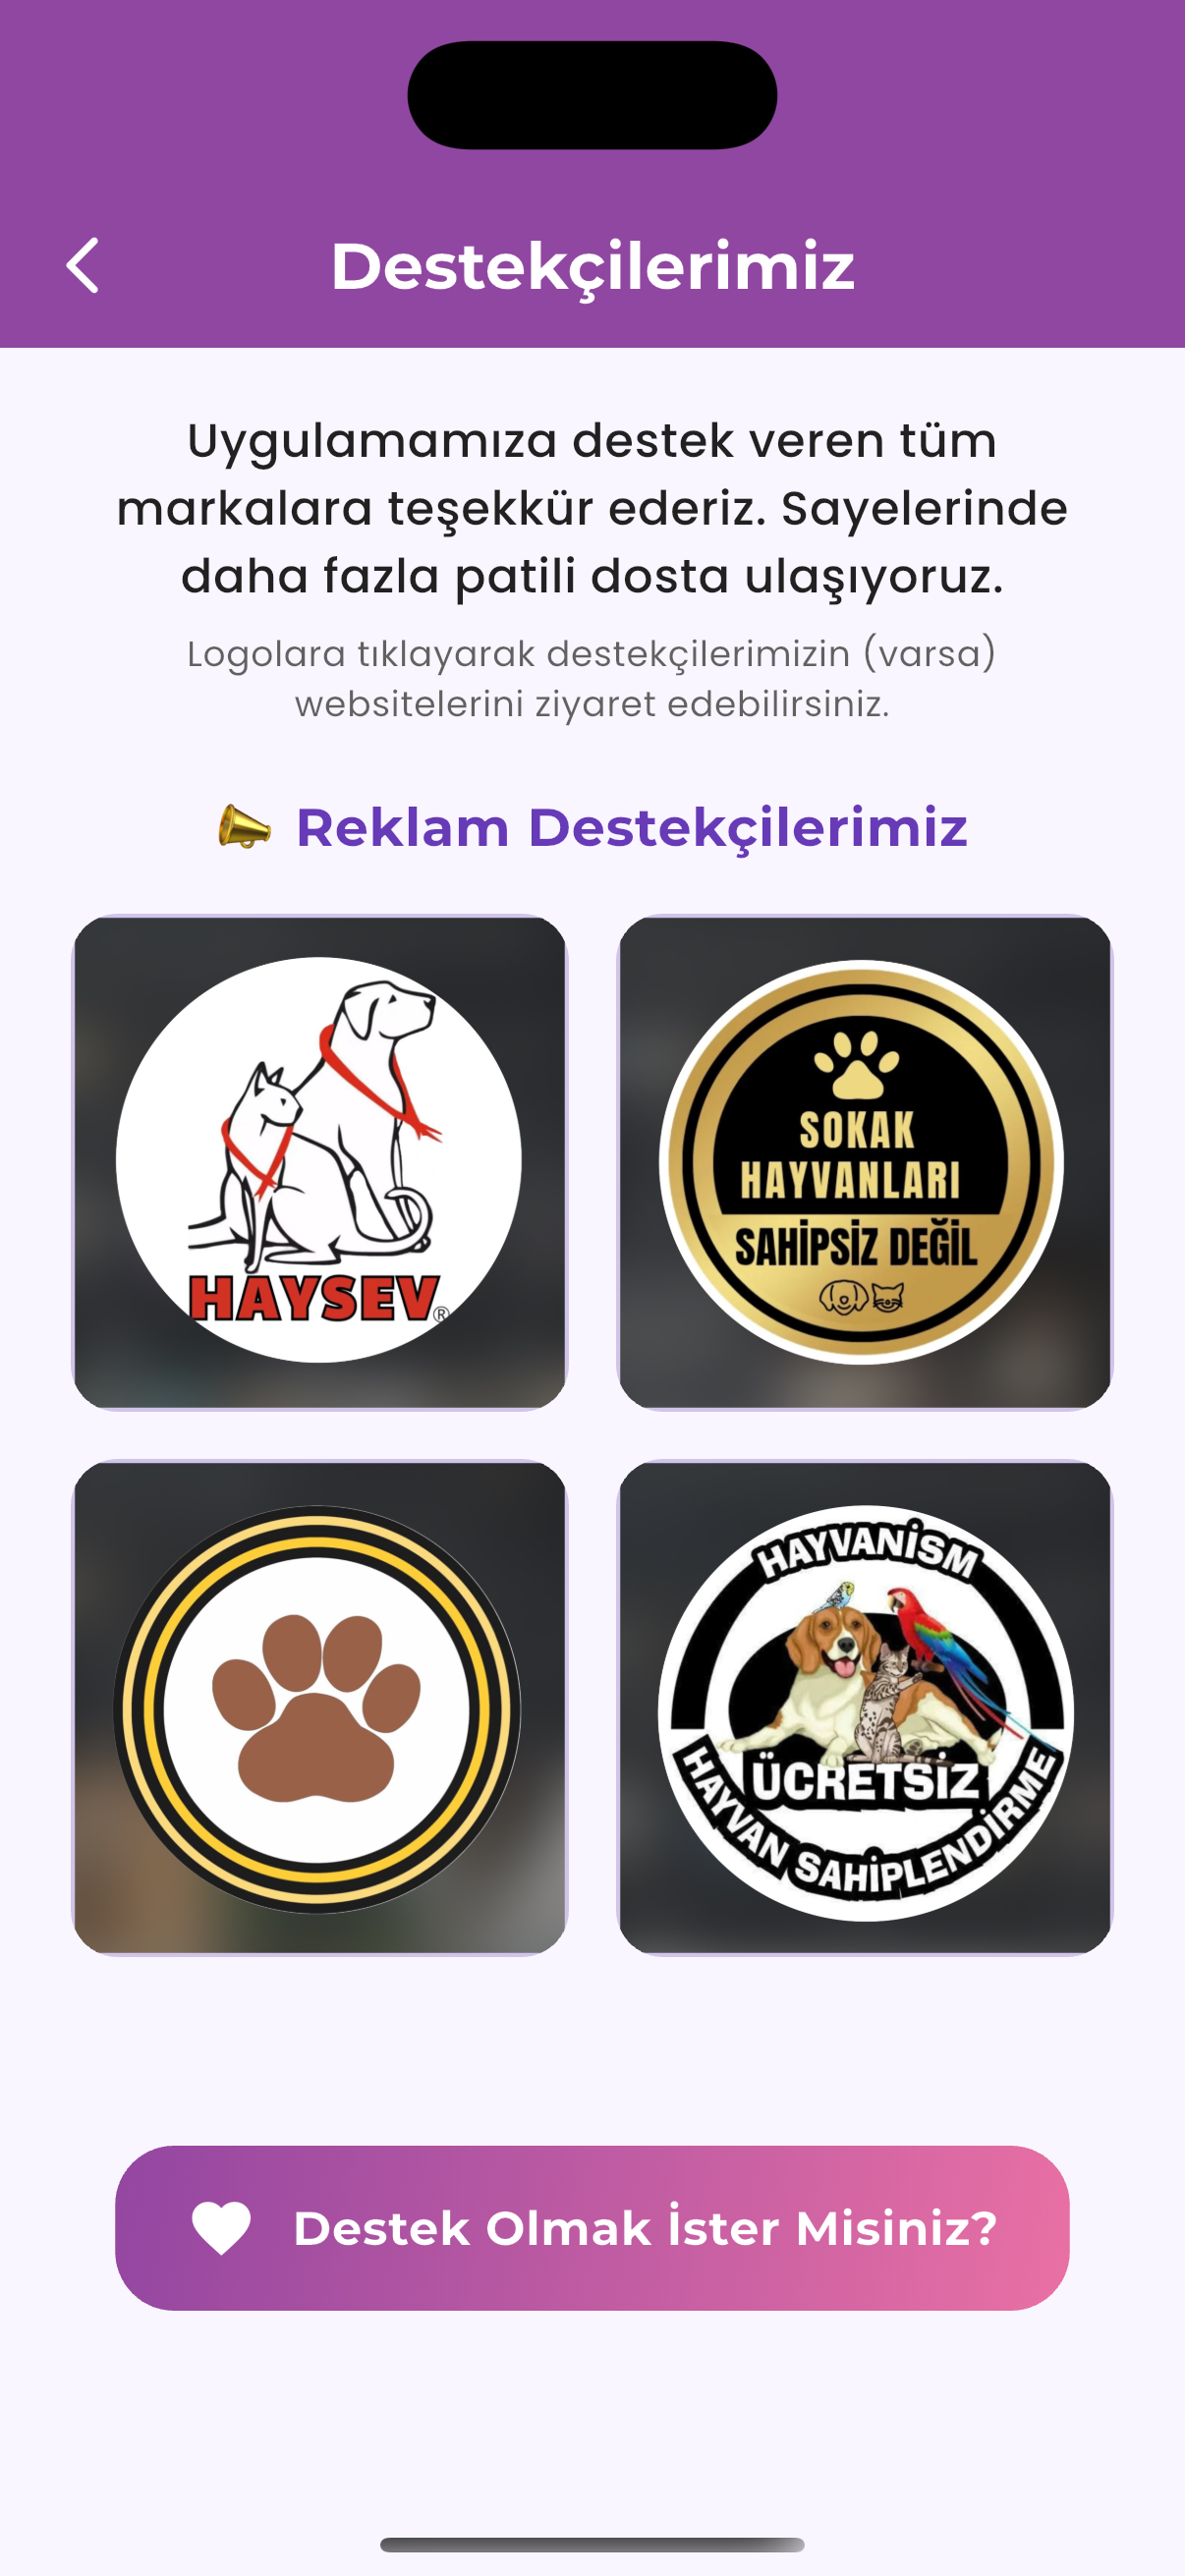 Destekçilerimiz
Uygulamamıza destek veren tüm
markalara teşekkür ederiz. Sayelerinde
daha fazla patili dosta ulaşıyoruz.
Logolara tıklayarak destekçilerimizin (varsa)
websitelerini ziyaret edebilirsiniz.
Reklam Destekçilerimiz
HAYSEV®
SOKAK
HAYVANLARI
SAHİPSİZ DEĞİL
HAYVANİSM
ÜCRETSİZ
HAYVAN SAHİPLENDİRME
Destek Olmak İster Misiniz?